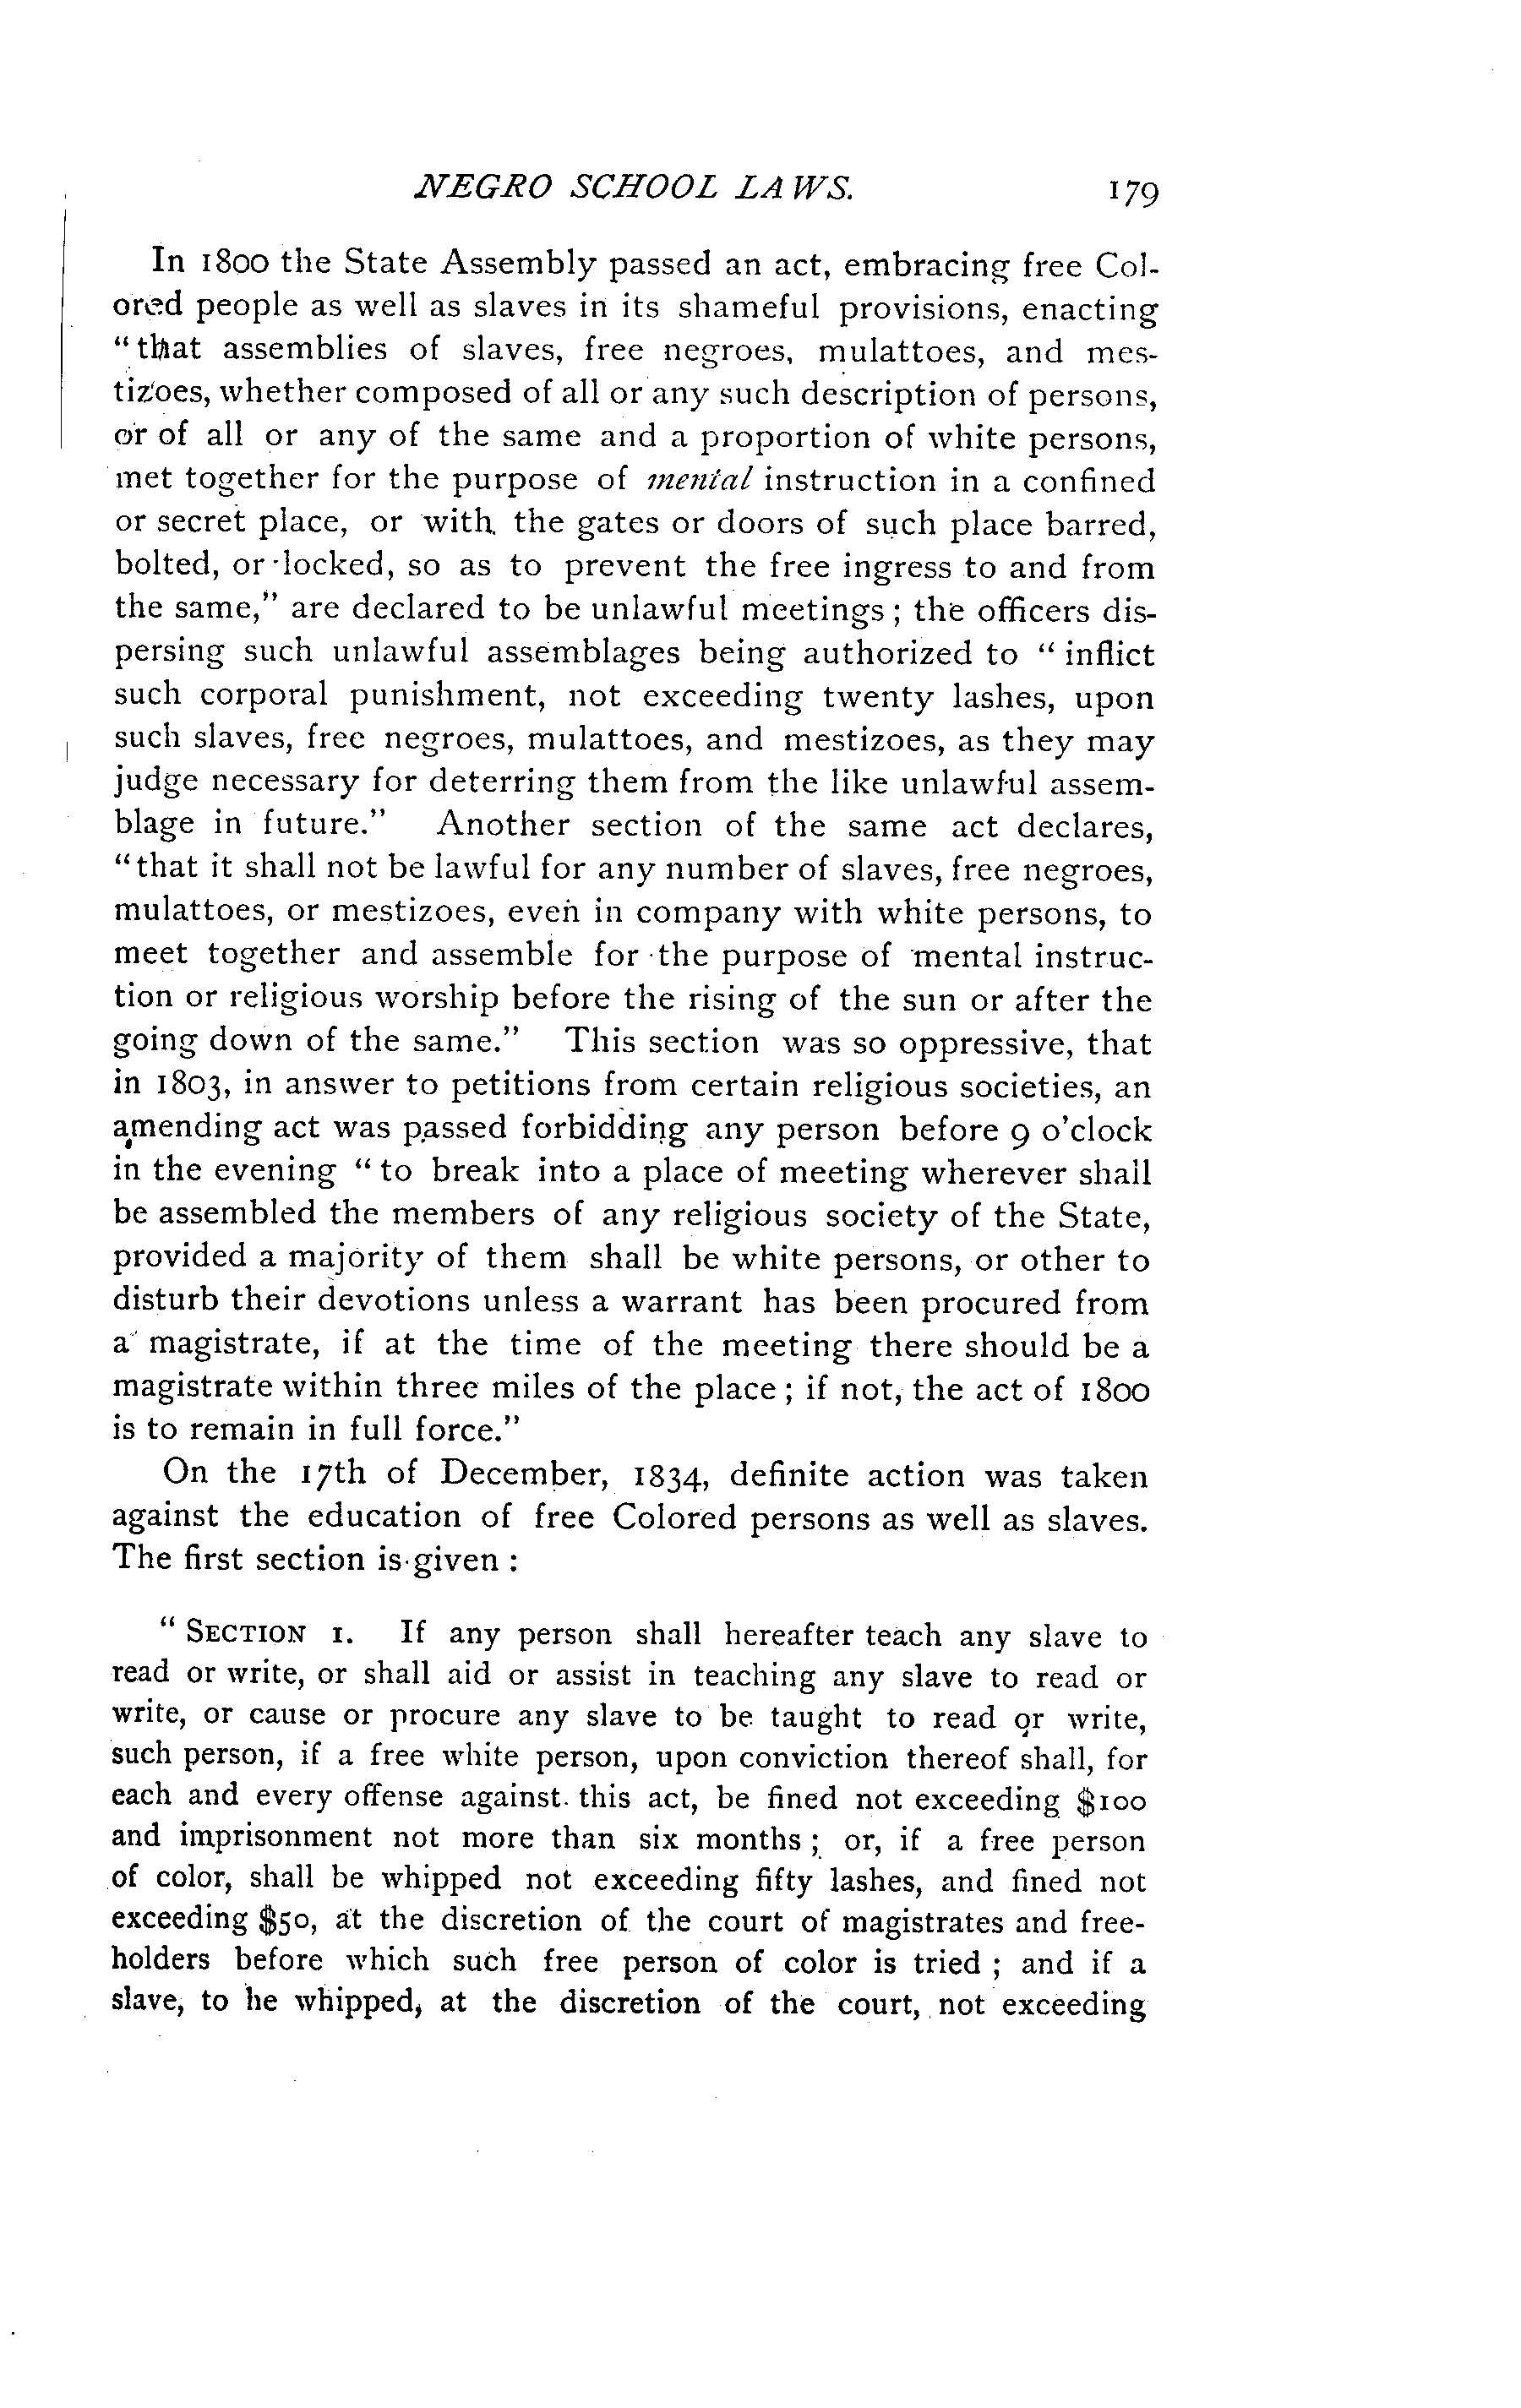 NEGRO SCHOOL LAWS. 179
In 1800 the State Assembly passed an act, embracing free Col-
ored people as well as slaves in its shameful provisions, enacting
“that assemblies of slaves, free negroes, mulattoes, and mes-
tizoes, whether composed of all or any such description of persons,
or of all or any of the same and a proportion of white persons,
met together for the purpose of mental instruction in a confined
or secret place, or with the gates or doors of such place barred,
bolted, or locked, so as to prevent the free ingress to and from
the same,” are declared to be unlawful meetings ; the officers dis-
persing such unlawful assemblages being authorized to “ inflict
such corporal punishment, not exceeding twenty lashes, upon
such slaves, free negroes, mulattoes, and mestizoes, as they may
judge necessary for deterring them from the like unlawful assem-
blage in future.” Another section of the same act declares,
“that it shall not be lawful for any number of slaves, free negroes,
mulattoes, or mestizoes, even in company with white persons, to
meet together and assemble for the purpose of mental instruc-
tion or religious worship before the rising of the sun or after the
going down of the same.” This section was so oppressive, that
in 1803, in answer to petitions from certain religious societies, an
amending act was passed forbidding any person before 9 o’clock
in the evening “ to break into a place of meeting wherever shall
be assembled the members of any religious society of the State,
provided a majority of them shall be white persons, or other to
disturb their devotions unless a warrant has been procured from
a magistrate, if at the time of the meeting there should be a
magistrate within three miles of the place ; if not, the act of 1800
is to remain in full force.”
On the 17th of December, 1834, definite action was taken
against the education of free Colored persons as well as slaves.
The first section is given :
“ SECTION 1. If any person shall hereafter teach any slave to
read or write, or shall aid or assist in teaching any slave to read or
write, or cause or procure any slave to be taught to read or write,
such person, if a free white person, upon conviction thereof shall, for
each and every offense against this act, be fined not exceeding $100
and imprisonment not more than six months ; or, if a free person
of color, shall be whipped not exceeding fifty lashes, and fined not
exceeding $50, at the discretion of the court of magistrates and free-
holders before which such free person of color is tried ; and if a
slave, to he whipped, at the discretion of the court, not exceeding